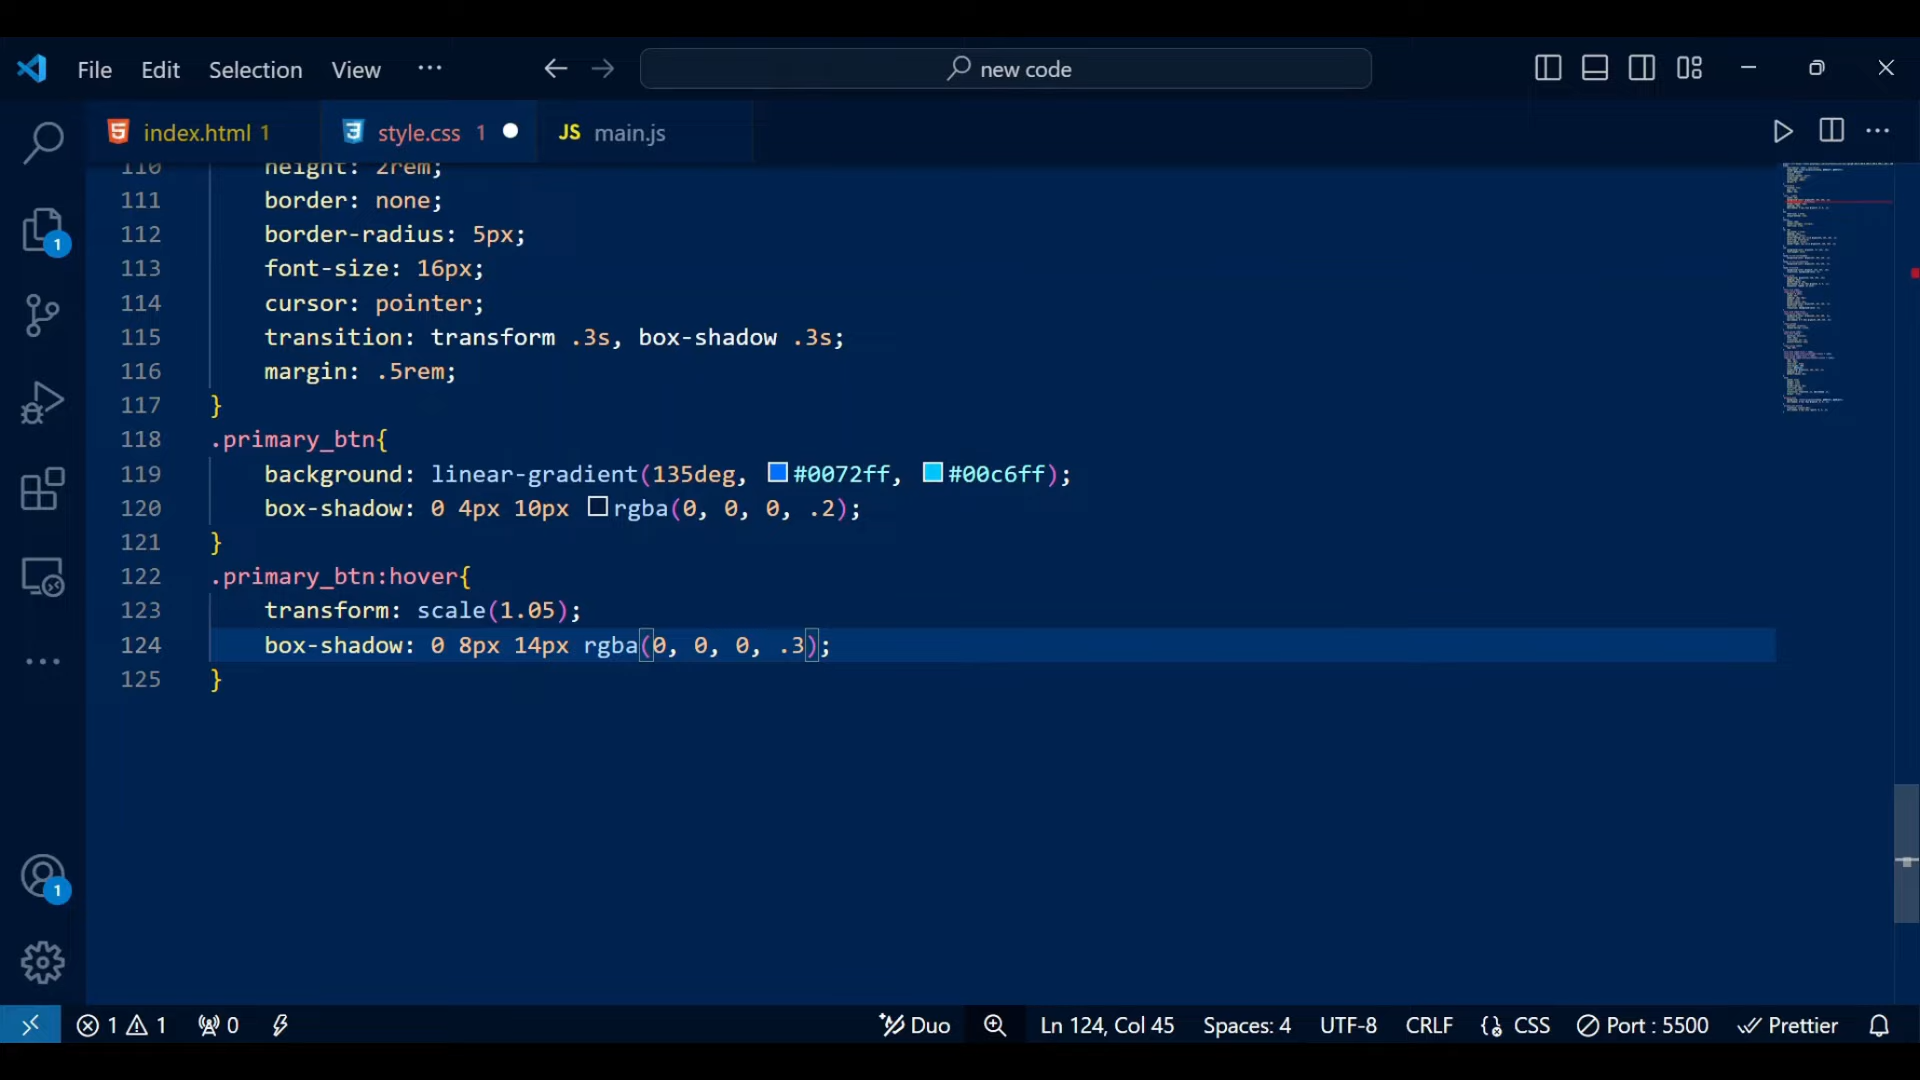 File Edit Selection View ··· new code
index.html 1 style.css 1 JS main.js
110 height: 2rem;
111 border: none;
112 border-radius: 5px;
113 font-size: 16px;
114 cursor: pointer;
115 transition: transform .3s, box-shadow .3s;
116 margin: .5rem;
117 }
118 .primary_btn{
119 background: linear-gradient(135deg, #0072ff, #00c6ff);
120 box-shadow: 0 4px 10px rgba(0, 0, 0, .2);
121 }
122 .primary_btn:hover{
123 transform: scale(1.05);
124 box-shadow: 0 8px 14px rgba(0, 0, 0, .3);
125 }
1
1
1 1 0 Duo Ln 124, Col 45 Spaces: 4 UTF-8 CRLF CSS Port : 5500 Prettier